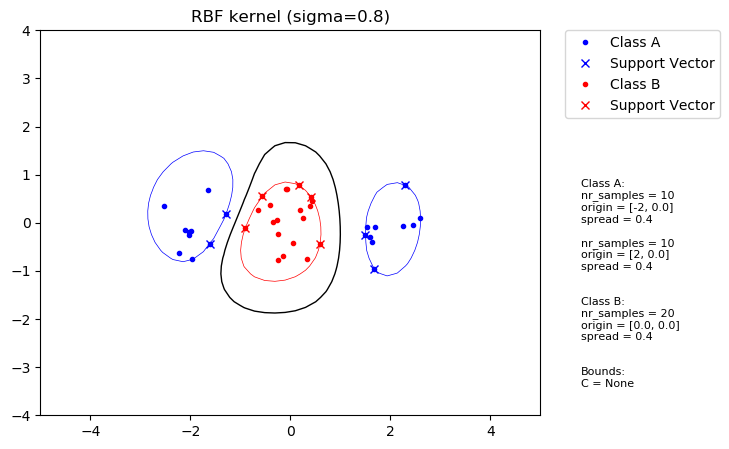 RBF kernel (sigma=0.8)
4
3
2
1
0
−1
−2
−3
−4
−4
−2
0
2
4
Class A
Support Vector
Class B
Support Vector
Class A:
nr_samples = 10
origin = [-2, 0.0]
spread = 0.4
nr_samples = 10
origin = [2, 0.0]
spread = 0.4
Class B:
nr_samples = 20
origin = [0.0, 0.0]
spread = 0.4
Bounds:
C = None